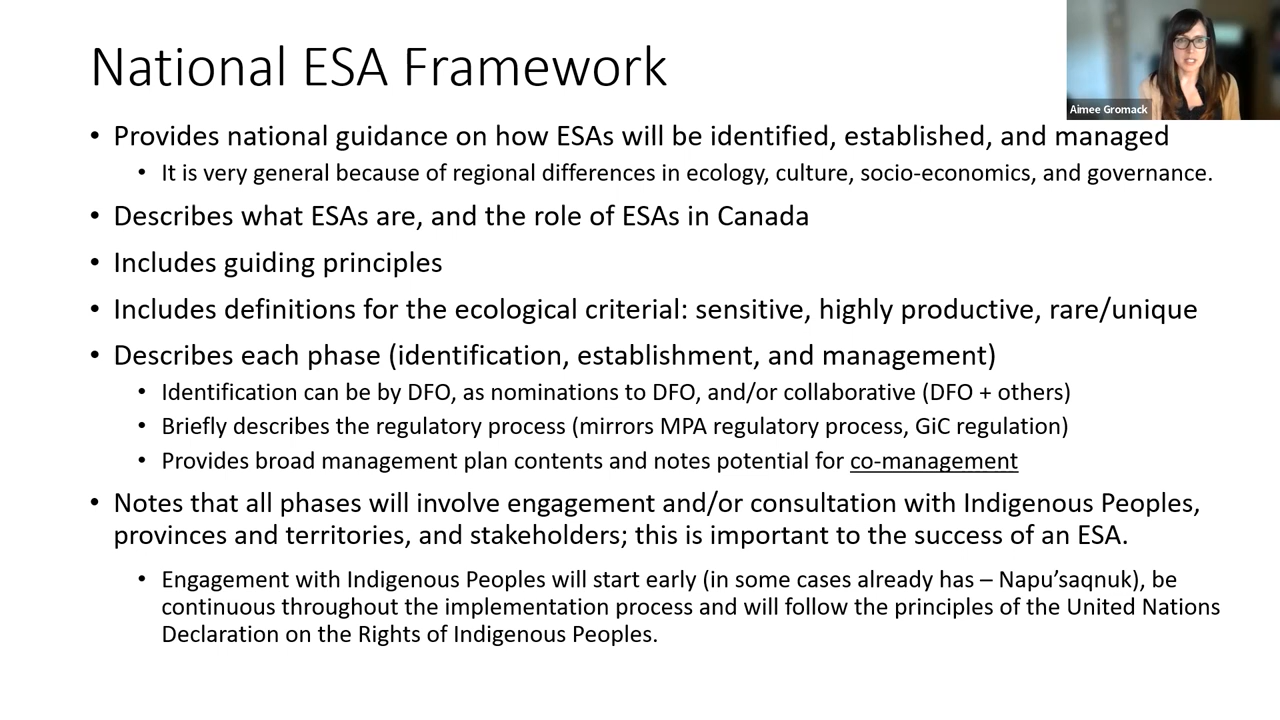 National ESA Framework
Aimee Gromack
• Provides national guidance on how ESAs will be identified, established, and managed
• It is very general because of regional differences in ecology, culture, socio-economics, and governance.
• Describes what ESAs are, and the role of ESAs in Canada
• Includes guiding principles
• Includes definitions for the ecological criterial: sensitive, highly productive, rare/unique
• Describes each phase (identification, establishment, and management)
• Identification can be by DFO, as nominations to DFO, and/or collaborative (DFO + others)
• Briefly describes the regulatory process (mirrors MPA regulatory process, GiC regulation)
• Provides broad management plan contents and notes potential for co-management
• Notes that all phases will involve engagement and/or consultation with Indigenous Peoples,
provinces and territories, and stakeholders; this is important to the success of an ESA.
• Engagement with Indigenous Peoples will start early (in some cases already has – Napu’saqnuk), be
continuous throughout the implementation process and will follow the principles of the United Nations
Declaration on the Rights of Indigenous Peoples.